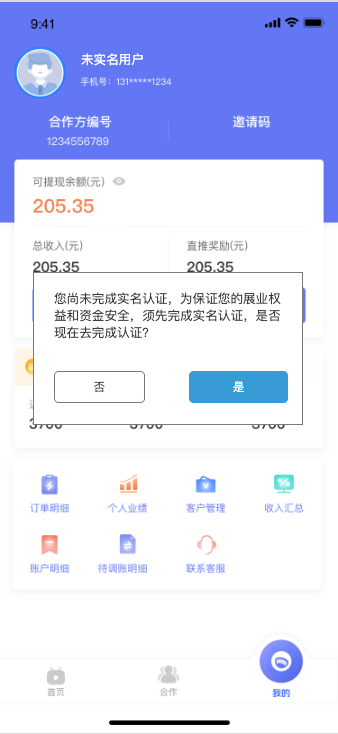 9:41
未实名用户
手机号：131*****1234
合作方编号
邀请码
1234556789
可提现余额(元)
205.35
总收入(元)
直推奖励(元)
205.35
205.35
您尚未完成实名认证，为保证您的展业权
益和资金安全，须先完成实名认证，是否
现在去完成认证?
否
是
3700
3700
3700
订单明细
个人业绩
客户管理
收入汇总
账户明细
待调账明细
联系客服
首页
合作
我的